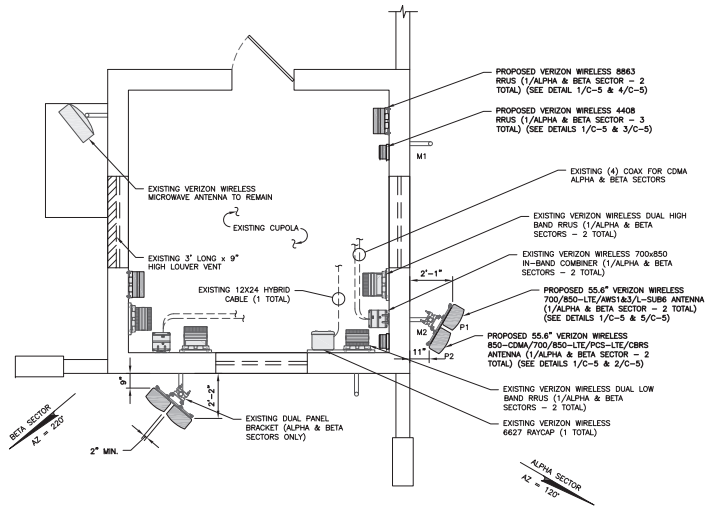 PROPOSED VERIZON WIRELESS 8863
RRUS (1/ALPHA & BETA SECTOR - 2
TOTAL) (SEE DETAIL 1/C-5 & 4/C-5)
PROPOSED VERIZON WIRELESS 4408
RRUS (1/ALPHA & BETA SECTOR - 3
TOTAL) (SEE DETAILS 1/C-5 & 3/C-5)
M1
EXISTING (4) COAX FOR CDMA
ALPHA & BETA SECTORS
EXISTING VERIZON WIRELESS
MICROWAVE ANTENNA TO REMAIN
EXISTING CUPOLA
EXISTING VERIZON WIRELESS DUAL HIGH
BAND RRUS (1/ALPHA & BETA
SECTORS - 2 TOTAL)
EXISTING 3' LONG x 9"
HIGH LOUVER VENT
EXISTING VERIZON WIRELESS 700x850
IN-BAND COMBINER (1/ALPHA & BETA
SECTORS - 2 TOTAL)
EXISTING 12X24 HYBRID
CABLE (1 TOTAL)
2'-1"
PROPOSED 55.6" VERIZON WIRELESS
700/850-LTE/AWS1&3/L-SUB6 ANTENNA
(1/ALPHA & BETA SECTOR - 2 TOTAL)
(SEE DETAILS 1/C-5 & 5/C-5)
M2
P1
11"
P2
PROPOSED 55.6" VERIZON WIRELESS
850-CDMA/700/850-LTE/PCS-LTE/CBRS
ANTENNA (1/ALPHA & BETA SECTOR - 2
TOTAL) (SEE DETAILS 1/C-5 & 2/C-5)
9"
2'-2"
EXISTING VERIZON WIRELESS DUAL LOW
BAND RRUS (1/ALPHA & BETA
SECTORS - 2 TOTAL)
EXISTING DUAL PANEL
BRACKET (ALPHA & BETA
SECTORS ONLY)
EXISTING VERIZON WIRELESS
6627 RAYCAP (1 TOTAL)
2" MIN.
BETA SECTOR
AZ = 220°
ALPHA SECTOR
AZ = 120°